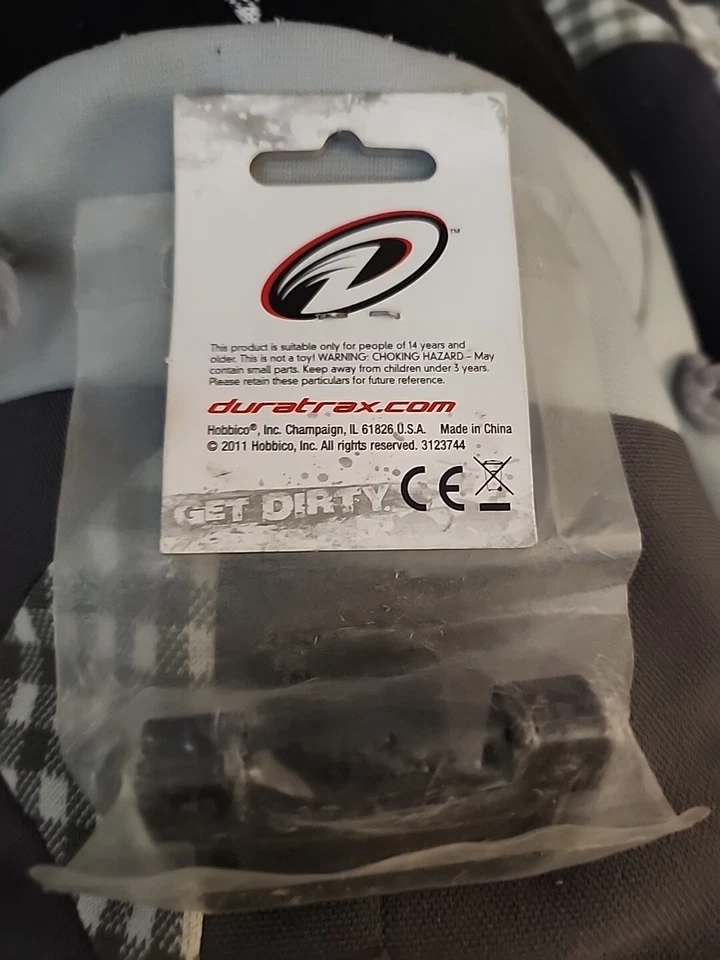 TM
This product is suitable only for people of 14 years and
older. This is not a toy! WARNING: CHOKING HAZARD – May
contain small parts. Keep away from children under 3 years.
Please retain these particulars for future reference.
duratrax.com
Hobbico®, Inc. Champaign, IL 61826 U.S.A. Made in China
© 2011 Hobbico, Inc. All rights reserved. 3123744
GET DIRTY. CE